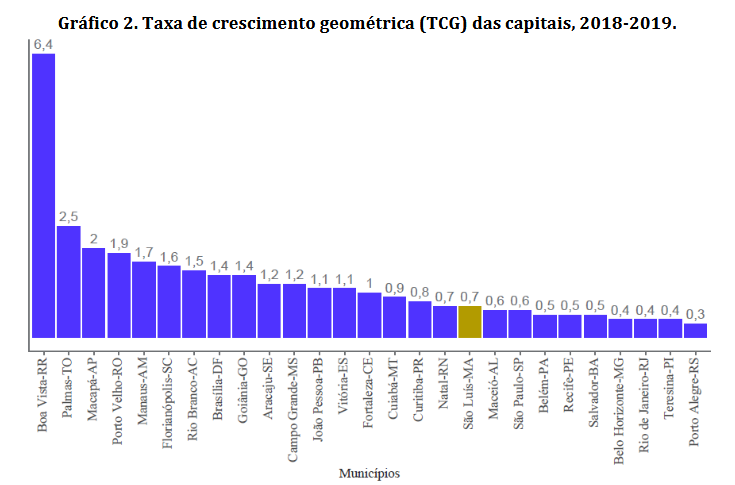 Gráfico 2. Taxa de crescimento geométrica (TCG) das capitais, 2018-2019.
6,4
2,5
2
1,9
1,7
1,6
1,5
1,4
1,4
1,2
1,2
1,1
1,1
1
0,9
0,8
0,7
0,7
0,6
0,6
0,5
0,5
0,5
0,4
0,4
0,4
0,3
Boa Vista-RR
Palmas-TO
Macapá-AP
Porto Velho-RO
Manaus-AM
Florianópolis-SC
Rio Branco-AC
Brasília-DF
Goiânia-GO
Aracaju-SE
Campo Grande-MS
João Pessoa-PB
Vitória-ES
Fortaleza-CE
Cuiabá-MT
Curitiba-PR
Natal-RN
São Luís-MA
Maceió-AL
São Paulo-SP
Belém-PA
Recife-PE
Salvador-BA
Belo Horizonte-MG
Rio de Janeiro-RJ
Teresina-PI
Porto Alegre-RS
Municípios